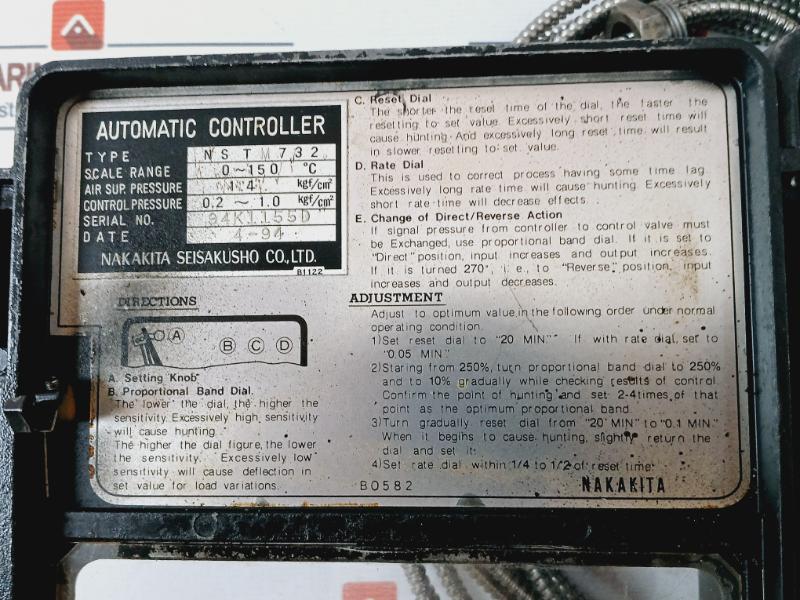 AUTOMATIC CONTROLLER
TYPE NSTM732
SCALE RANGE 0~150 °C
AIR SUP. PRESSURE 1.4 kgf/cm²
CONTROL PRESSURE 0.2 ~ 1.0 kgf/cm²
SERIAL NO. 94K1155D
DATE 4-94
NAKAKITA SEISAKUSHO CO., LTD.
B1122
DIRECTIONS
A B C D
A. Setting Knob
B. Proportional Band Dial.
The lower the dial, the higher the
sensitivity. Excessively high sensitivity
will cause hunting.
The higher the dial figure, the lower
the sensitivity. Excessively low
sensitivity will cause deflection in
set value for load variations.
C. Reset Dial
The shorter the reset time of the dial, the faster the
resetting to set value. Excessively short reset time will
cause hunting. And excessively long reset time will result
in slower resetting to set value.
D. Rate Dial
This is used to correct process having some time lag.
Excessively long rate time will cause hunting. Excessively
short rate time will decrease effects.
E. Change of Direct/Reverse Action
If signal pressure from controller to control valve must
be Exchanged, use proportional band dial. If it is set to
"Direct" position, input increases and output increases.
If it is turned 270°, i.e., to "Reverse" position, input
increases and output decreases.
ADJUSTMENT
Adjust to optimum value, in the following order under normal
operating condition.
1) Set reset dial to "20 MIN" If with rate dial, set to
"0.05 MIN"
2) Staring from 250%, turn proportional band dial to 250%
and to 10% gradually while checking results of control.
Confirm the point of hunting and set 2-4times of that
point as the optimum proportional band.
3) Turn gradually reset dial from "20 MIN" to "0.1 MIN."
When it begins to cause hunting, slightly return the
dial and set it.
4) Set rate dial within 1/4 to 1/2 of reset time.
B0582
NAKAKITA